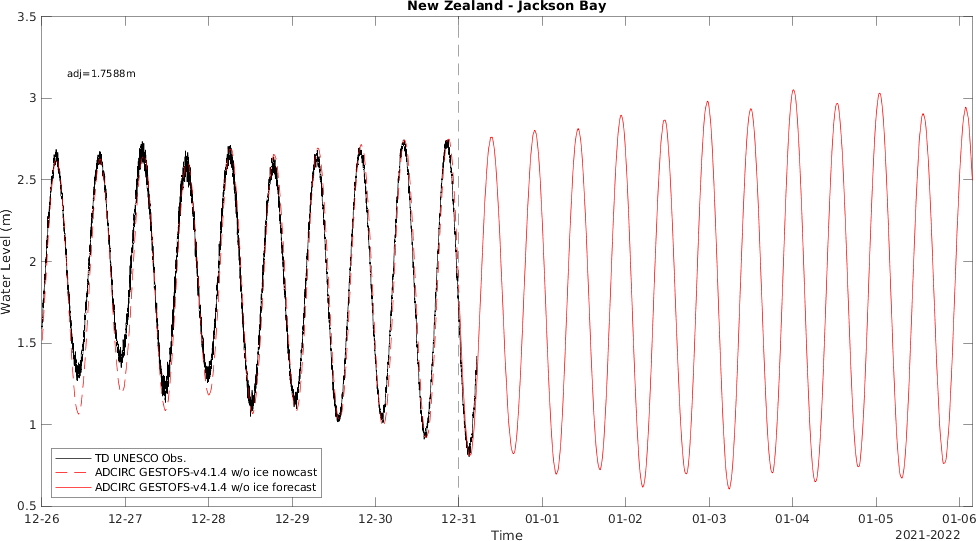 New Zealand - Jackson Bay
3.5
3
2.5
2
1.5
1
0.5
Water Level (m)
adj=1.7588m
TD UNESCO Obs.
ADCIRC GESTOFS-v4.1.4 w/o ice nowcast
ADCIRC GESTOFS-v4.1.4 w/o ice forecast
12-26 12-27 12-28 12-29 12-30 12-31 01-01 01-02 01-03 01-04 01-05 01-06
Time
2021-2022